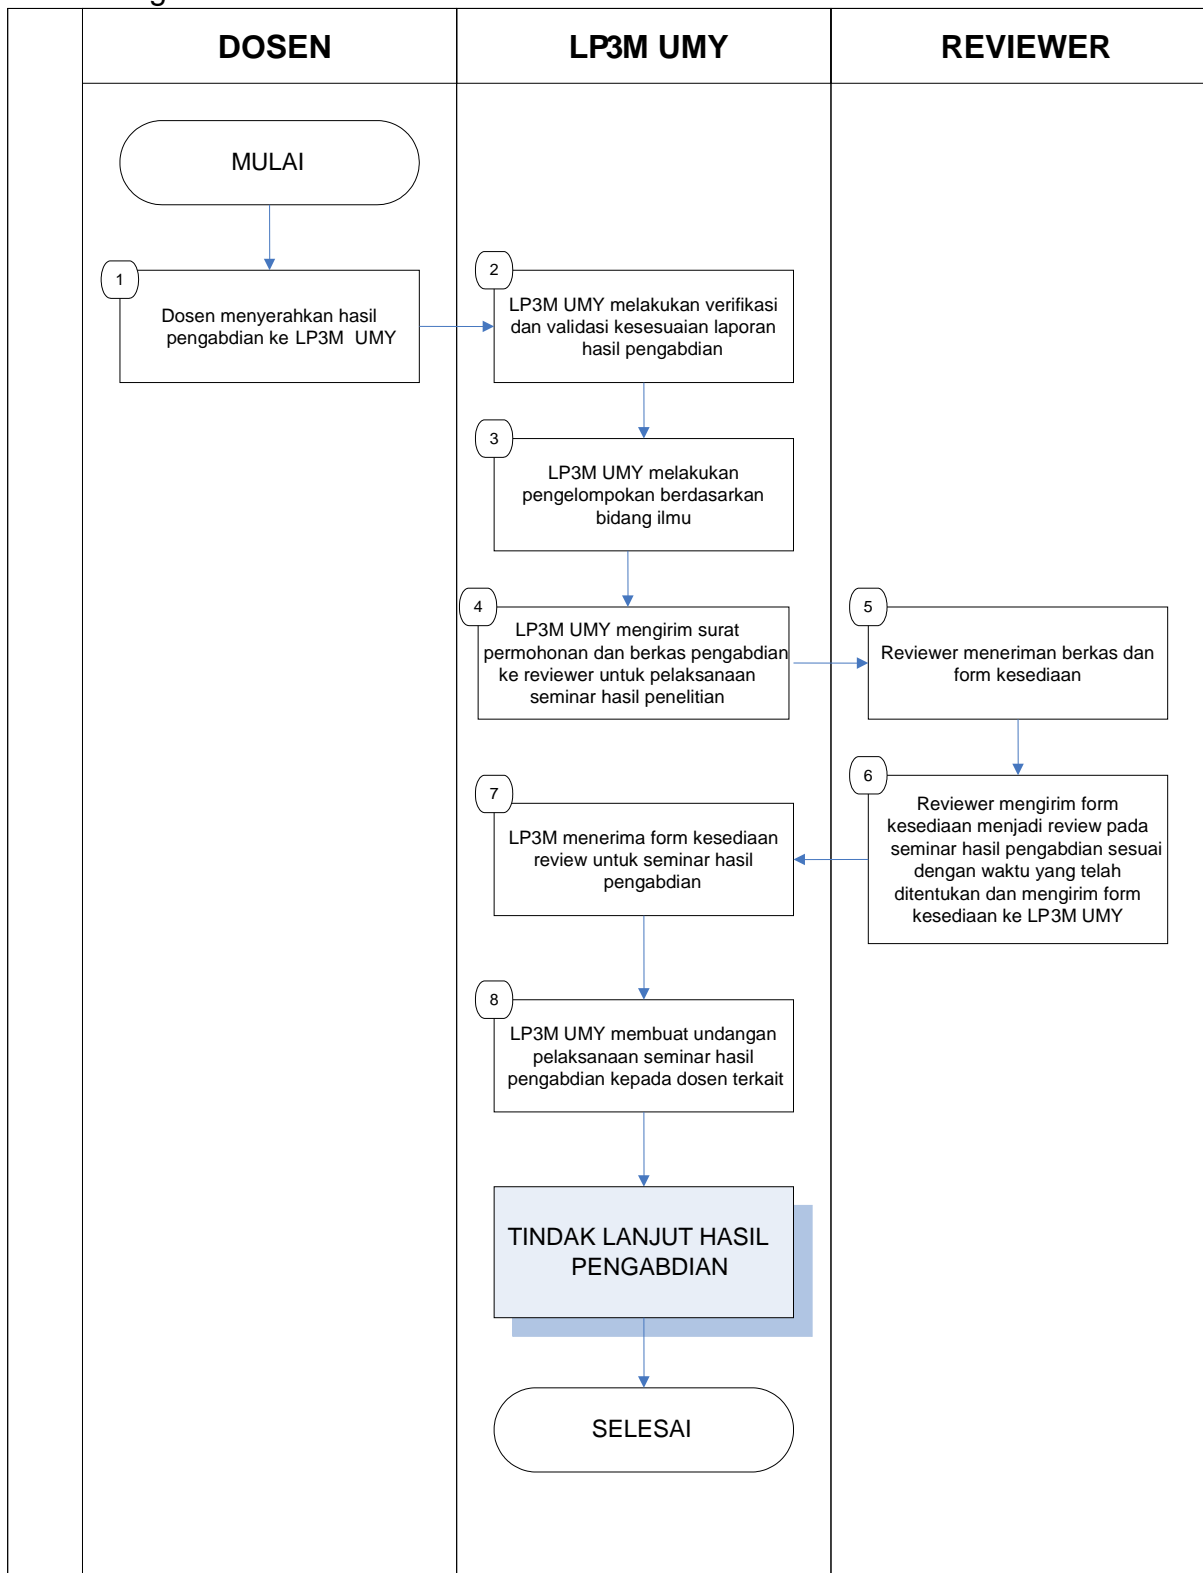 DOSEN
LP3M UMY
REVIEWER
MULAI
1
Dosen menyerahkan hasil
pengabdian ke LP3M  UMY
2
LP3M UMY melakukan verifikasi
dan validasi kesesuaian laporan
hasil pengabdian
3
LP3M UMY melakukan
pengelompokan berdasarkan
bidang ilmu
4
LP3M UMY mengirim surat
permohonan dan berkas pengabdian
ke reviewer untuk pelaksanaan
seminar hasil penelitian
5
Reviewer meneriman berkas dan
form kesediaan
6
Reviewer mengirim form
kesediaan menjadi review pada
seminar hasil pengabdian sesuai
dengan waktu yang telah
ditentukan dan mengirim form
kesediaan ke LP3M UMY
7
LP3M menerima form kesediaan
review untuk seminar hasil
pengabdian
8
LP3M UMY membuat undangan
pelaksanaan seminar hasil
pengabdian kepada dosen terkait
TINDAK LANJUT HASIL
PENGABDIAN
SELESAI